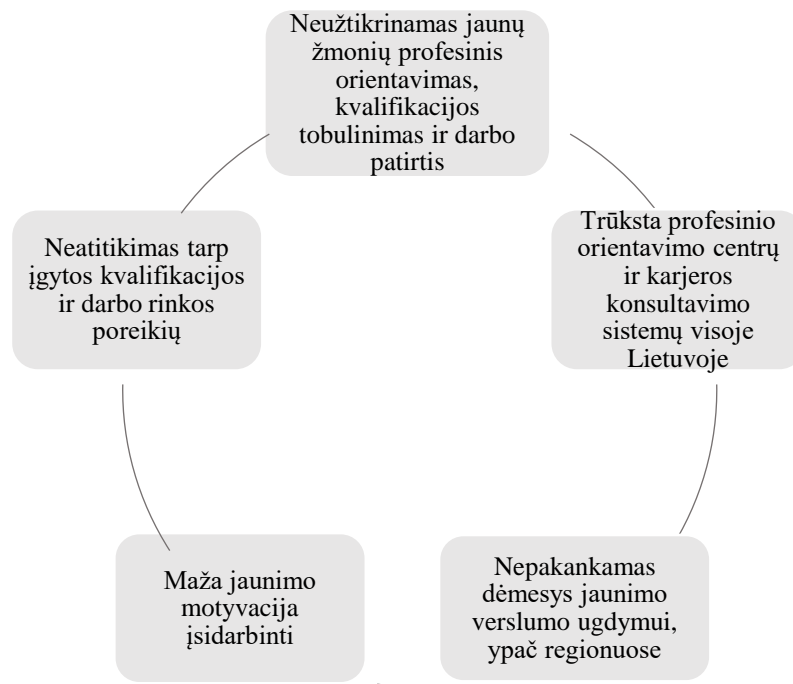 Neužtikrinamas jaunų
žmonių profesinis
orientavimas,
kvalifikacijos
tobulinimas ir darbo
patirtis
Neatitikimas tarp
įgytos kvalifikacijos
ir darbo rinkos
poreikių
Trūksta profesinio
orientavimo centrų
ir karjeros
konsultavimo
sistemų visoje
Lietuvoje
Maža jaunimo
motyvacija
įsidarbinti
Nepakankamas
dėmesys jaunimo
verslumo ugdymui,
ypač regionuose